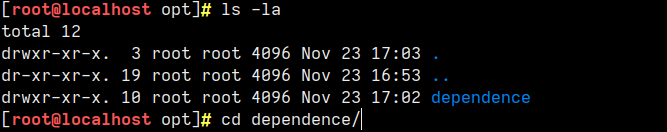 [root@localhost opt]# ls -la
total 12
drwxr-xr-x.  3 root root 4096 Nov 23 17:03 .
dr-xr-xr-x. 19 root root 4096 Nov 23 16:53 ..
drwxr-xr-x. 10 root root 4096 Nov 23 17:02 dependence
[root@localhost opt]# cd dependence/